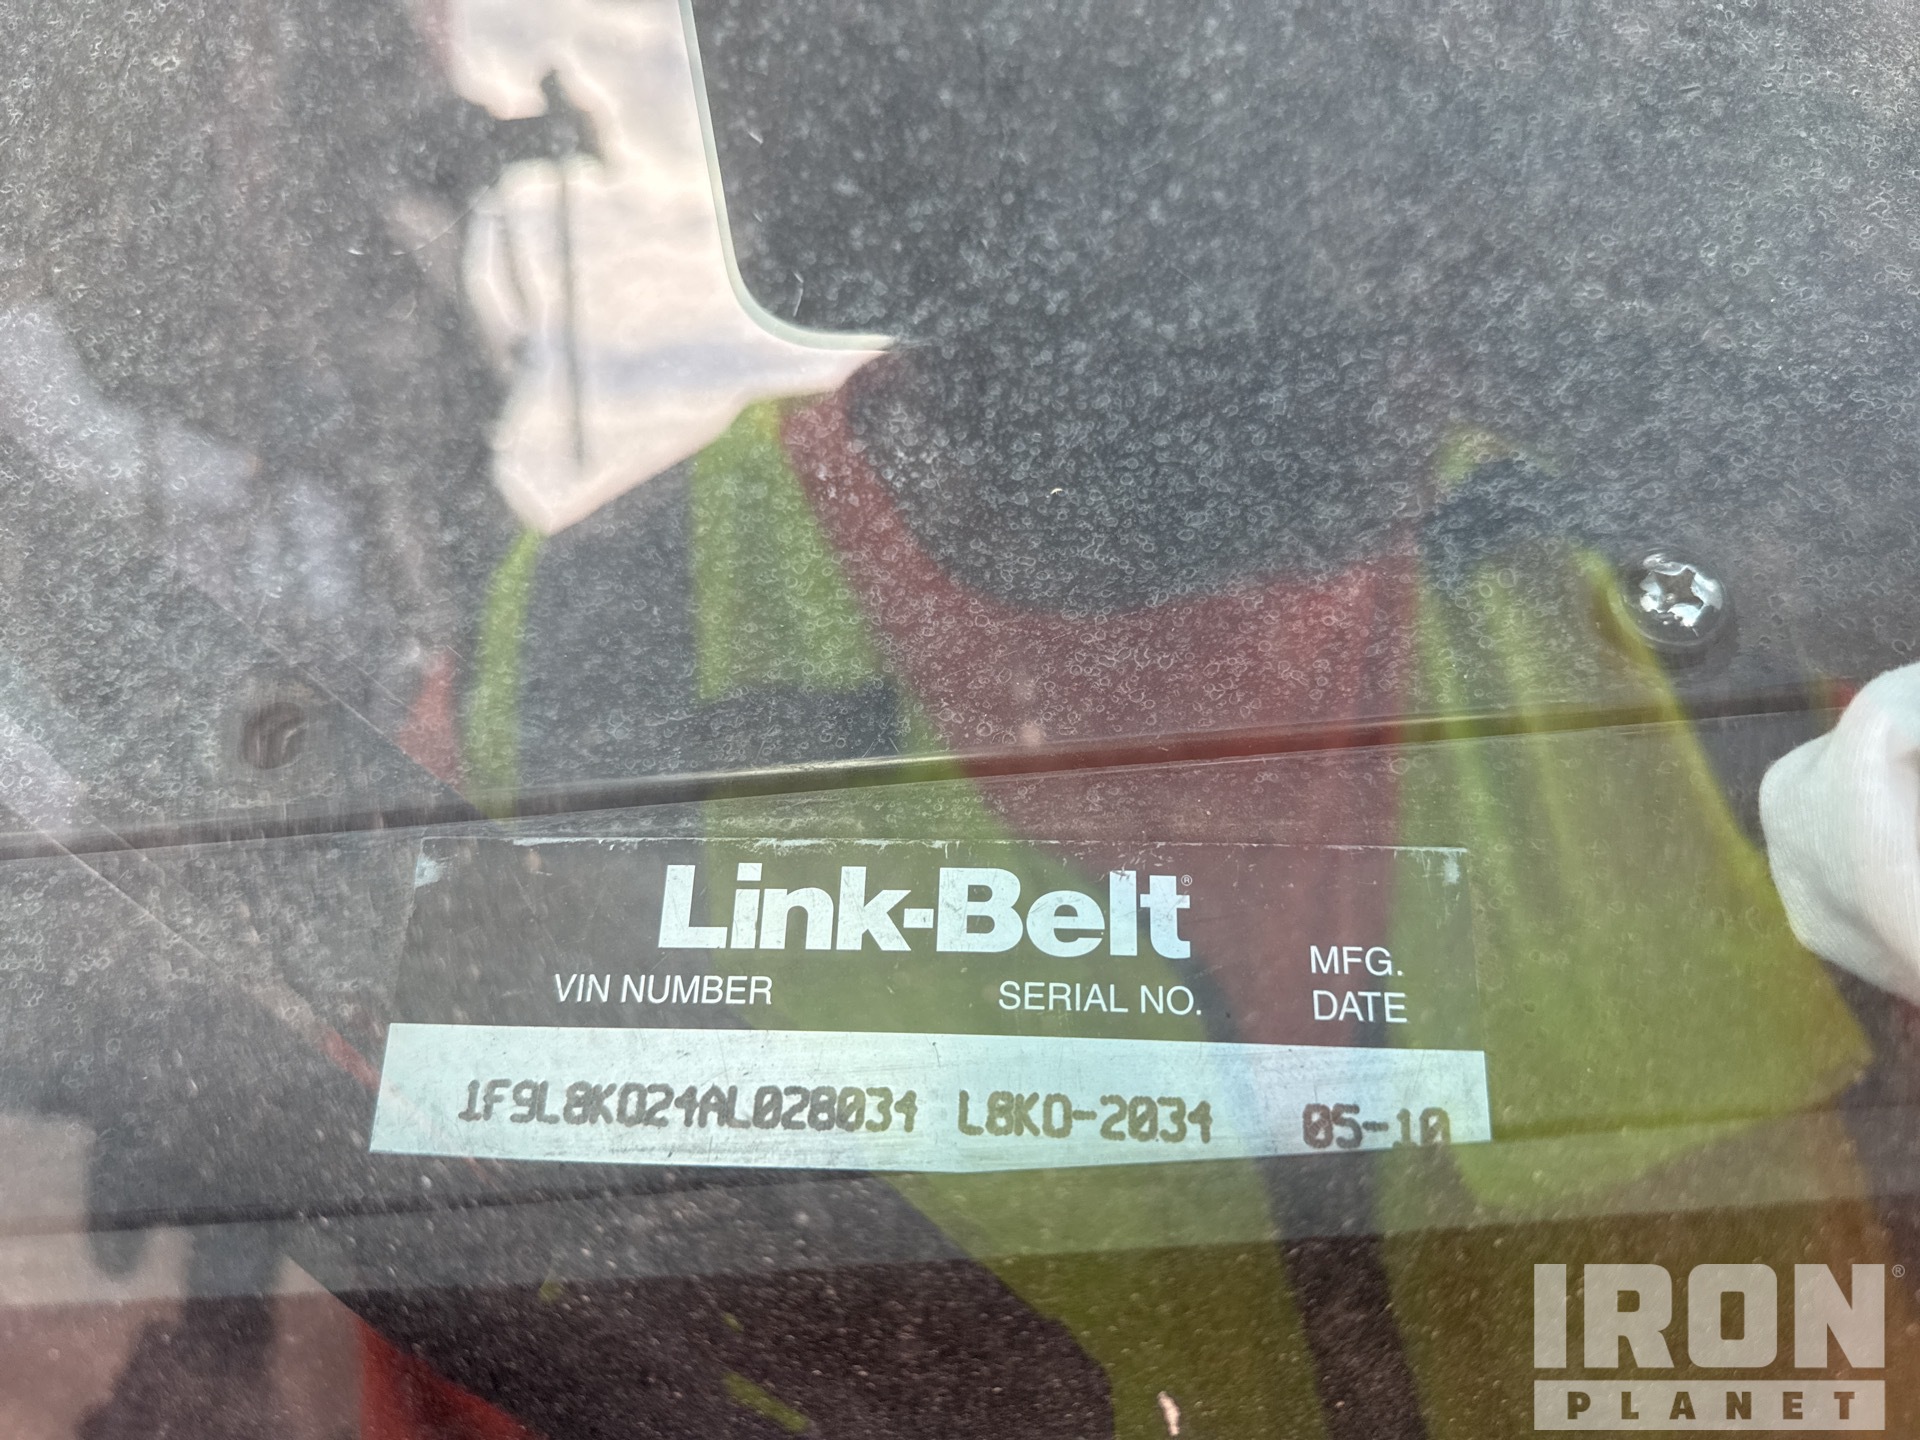 Link-Belt®
VIN NUMBER SERIAL NO. MFG. DATE
1F9L8K024AL028034 L8K0-2034 05-10
IRON®
PLANET